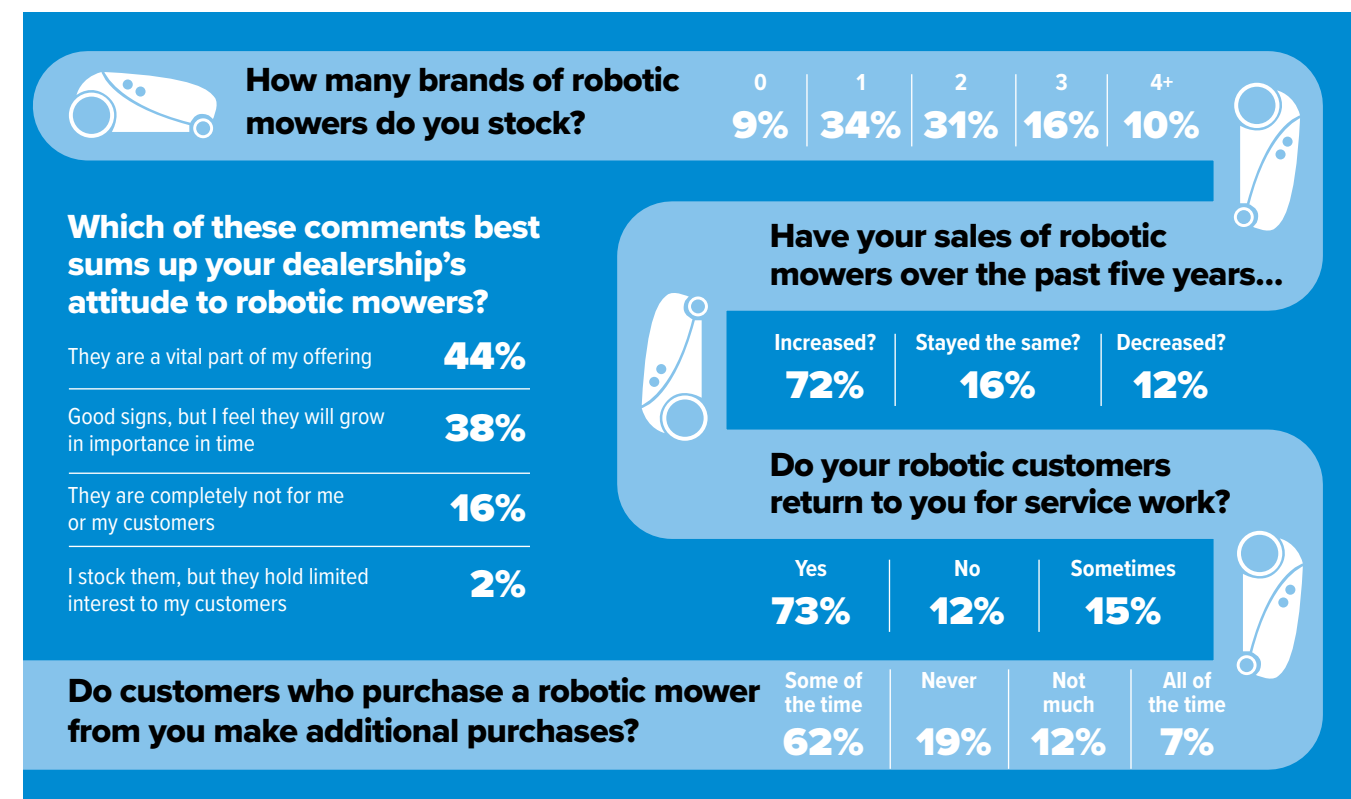 How many brands of robotic
mowers do you stock?
0 1 2 3 4+
9% 34% 31% 16% 10%
Which of these comments best
sums up your dealership’s
attitude to robotic mowers?
They are a vital part of my offering 44%
Good signs, but I feel they will grow
in importance in time
38%
They are completely not for me
or my customers
16%
I stock them, but they hold limited
interest to my customers
2%
Have your sales of robotic
mowers over the past five years...
Increased? Stayed the same? Decreased?
72% 16% 12%
Do your robotic customers
return to you for service work?
Yes No Sometimes
73% 12% 15%
Do customers who purchase a robotic mower
from you make additional purchases?
Some of
the time
62%
Never
19%
Not
much
12%
All of
the time
7%